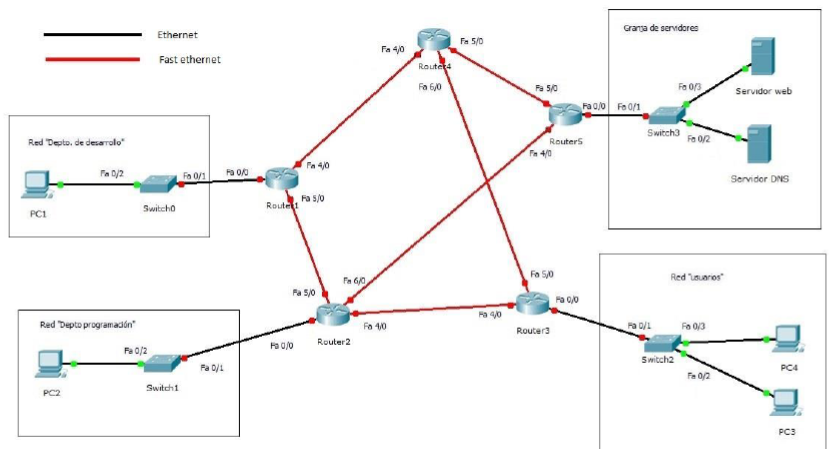 Ethernet
Fast ethernet
Fa 4/0
Fa 5/0
Router4
Fa 6/0
Granja de servidores
Fa 0/3
Servidor web
Fa 5/0
Fa 0/0
Fa 0/1
Switch3
Fa 0/2
Servidor DNS
Router5
Fa 4/0
Red "Depto. de desarrollo"
Fa 0/2
Fa 0/1
Fa 0/0
PC1
Switch0
Fa 4/0
Router1
Fa 5/0
Fa 6/0
Fa 5/0
Fa 5/0
Red "Depto programación"
Fa 0/2
PC2
Switch1
Fa 0/1
Fa 0/0
Fa 4/0
Router2
Fa 4/0
Fa 0/0
Router3
Red "usuarios"
Fa 0/1
Fa 0/3
Switch2
Fa 0/2
PC4
PC3